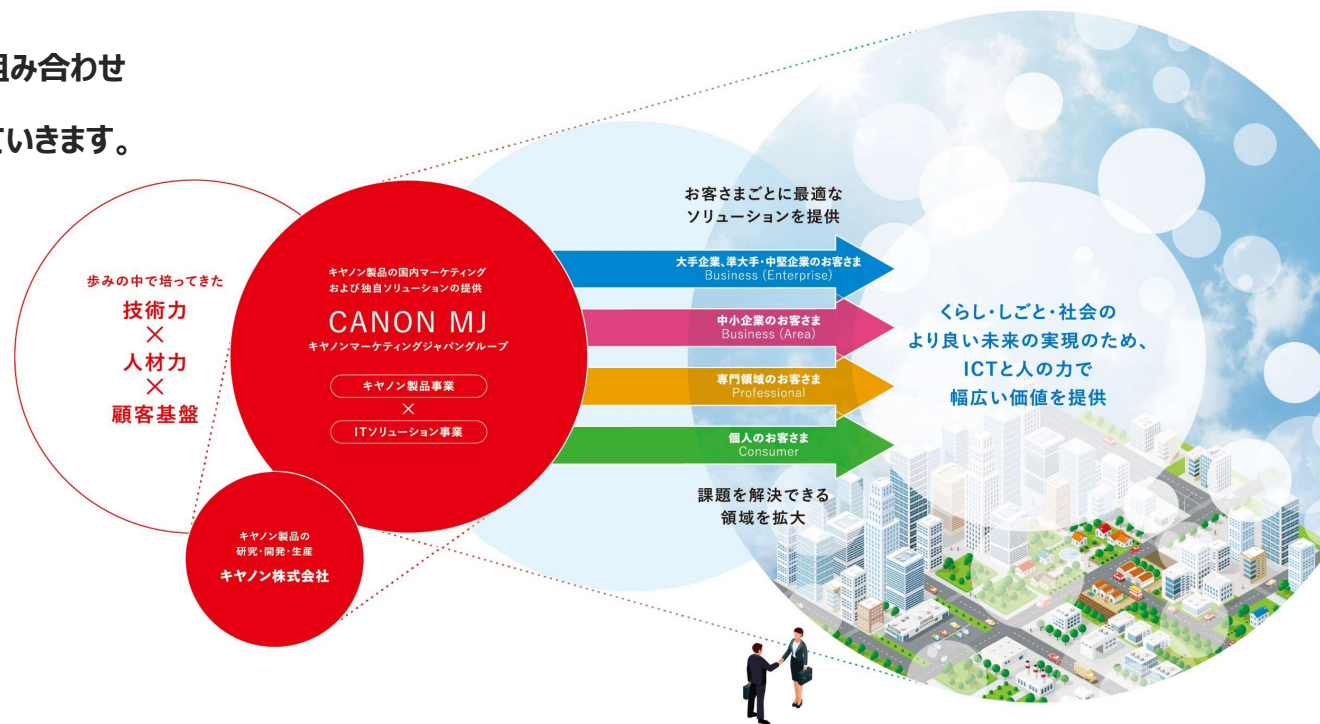 組み合わせ
ていきます。
歩みの中で培ってきた
技術力
×
人材力
×
顧客基盤
キヤノン製品の国内マーケティング
および独自ソリューションの提供
CANON MJ
キヤノンマーケティングジャパングループ
キヤノン製品事業
×
ITソリューション事業
キヤノン製品の
研究・開発・生産
キヤノン株式会社
お客さまごとに最適な
ソリューションを提供
大手企業、準大手・中堅企業のお客さま
Business (Enterprise)
中小企業のお客さま
Business (Area)
専門領域のお客さま
Professional
個人のお客さま
Consumer
課題を解決できる
領域を拡大
くらし・しごと・社会の
より良い未来の実現のため、
ICTと人の力で
幅広い価値を提供